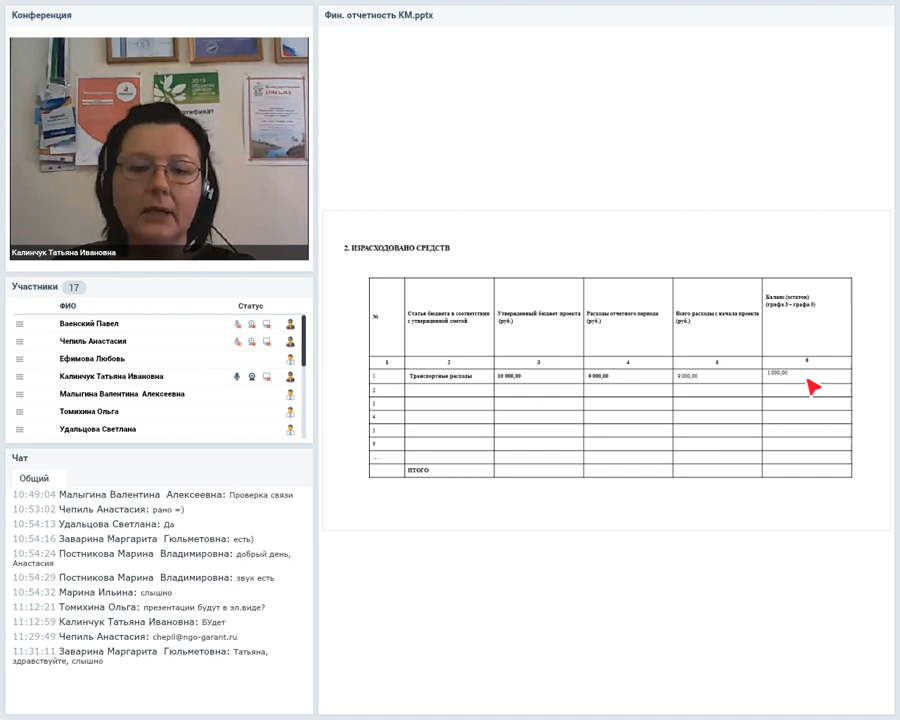 Конференция
2015
Сертификат
Калинчук Татьяна Ивановна
Участники 17
ФИО Статус
Ваенский Павел
Чепиль Анастасия
Ефимова Любовь
Калинчук Татьяна Ивановна
Малыгина Валентина Алексеевна
Томихина Ольга
Удальцова Светлана
Чат
Общий
10:49:04 Малыгина Валентина Алексеевна: Проверка связи
10:53:02 Чепиль Анастасия: рано =)
10:54:13 Удальцова Светлана: Да
10:54:16 Заварина Маргарита Гюльметовна: есть)
10:54:24 Постникова Марина Владимировна: добрый день,
Анастасия
10:54:29 Постникова Марина Владимировна: звук есть
10:54:32 Марина Ильина: слышно
11:12:21 Томихина Ольга: презентации будут в эл.виде?
11:12:59 Калинчук Татьяна Ивановна: БУдет
11:29:49 Чепиль Анастасия: chepil@ngo-garant.ru
11:31:11 Заварина Маргарита Гюльметовна: Татьяна,
здравствуйте, слышно
Фин. отчетность КМ.pptx
2. ИЗРАСХОДОВАНО СРЕДСТВ
№
Статьи бюджета в соответствии
с утвержденной сметой
Утвержденный бюджет проекта
(руб.)
Расходы отчетного периода
(руб.)
Всего расходы с начала проекта
(руб.)
Баланс (остаток)
(графа 3 – графа 5)
1 2 3 4 5 6
1 Транспортные расходы 10 000,00 9 000,00 9 000,00 1 000,00
2
3
4
5
6
.....
ИТОГО